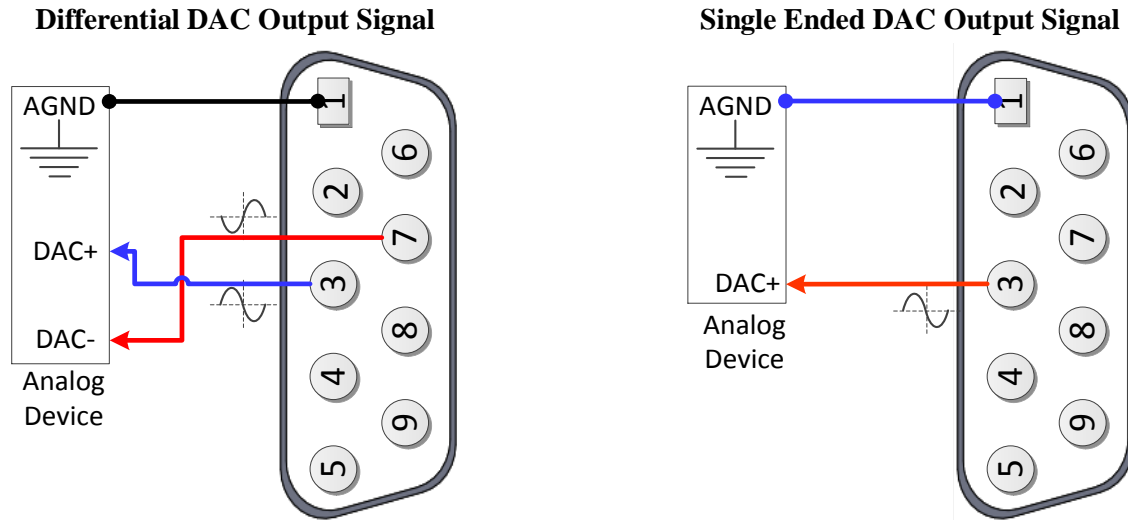 Differential DAC Output Signal
AGND
DAC+
DAC-
Analog
Device
1
6
2
7
3
8
4
9
5
Single Ended DAC Output Signal
AGND
DAC+
Analog
Device
1
6
2
7
3
8
4
9
5